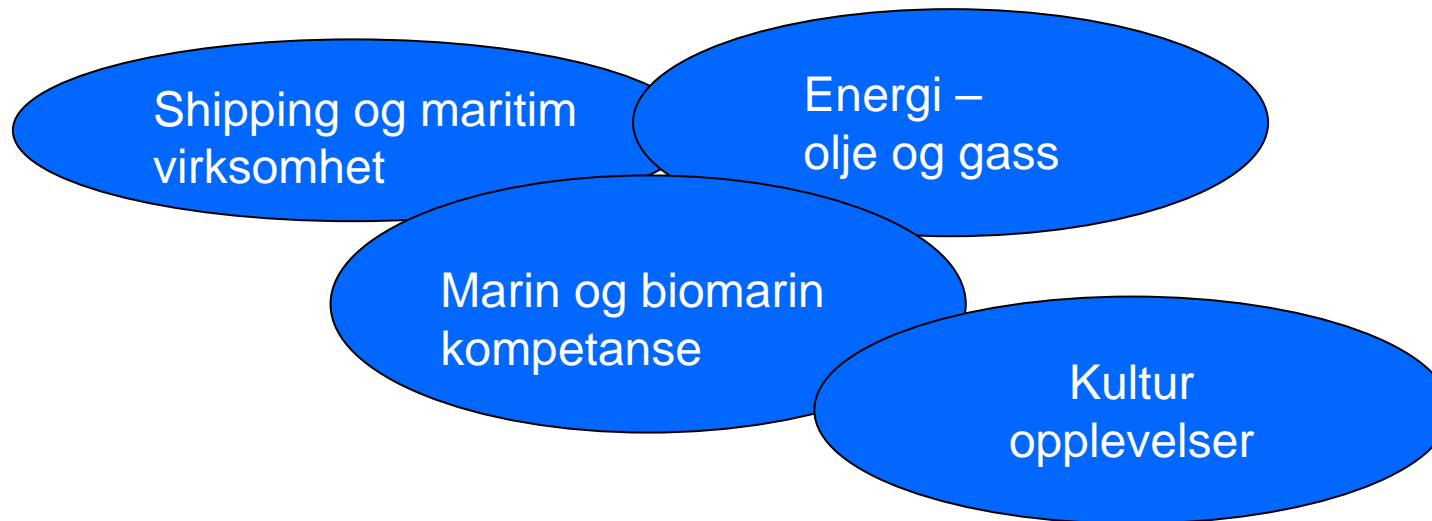 Shipping og maritim
virksomhet
Energi –
olje og gass
Marin og biomarin
kompetanse
Kultur
opplevelser